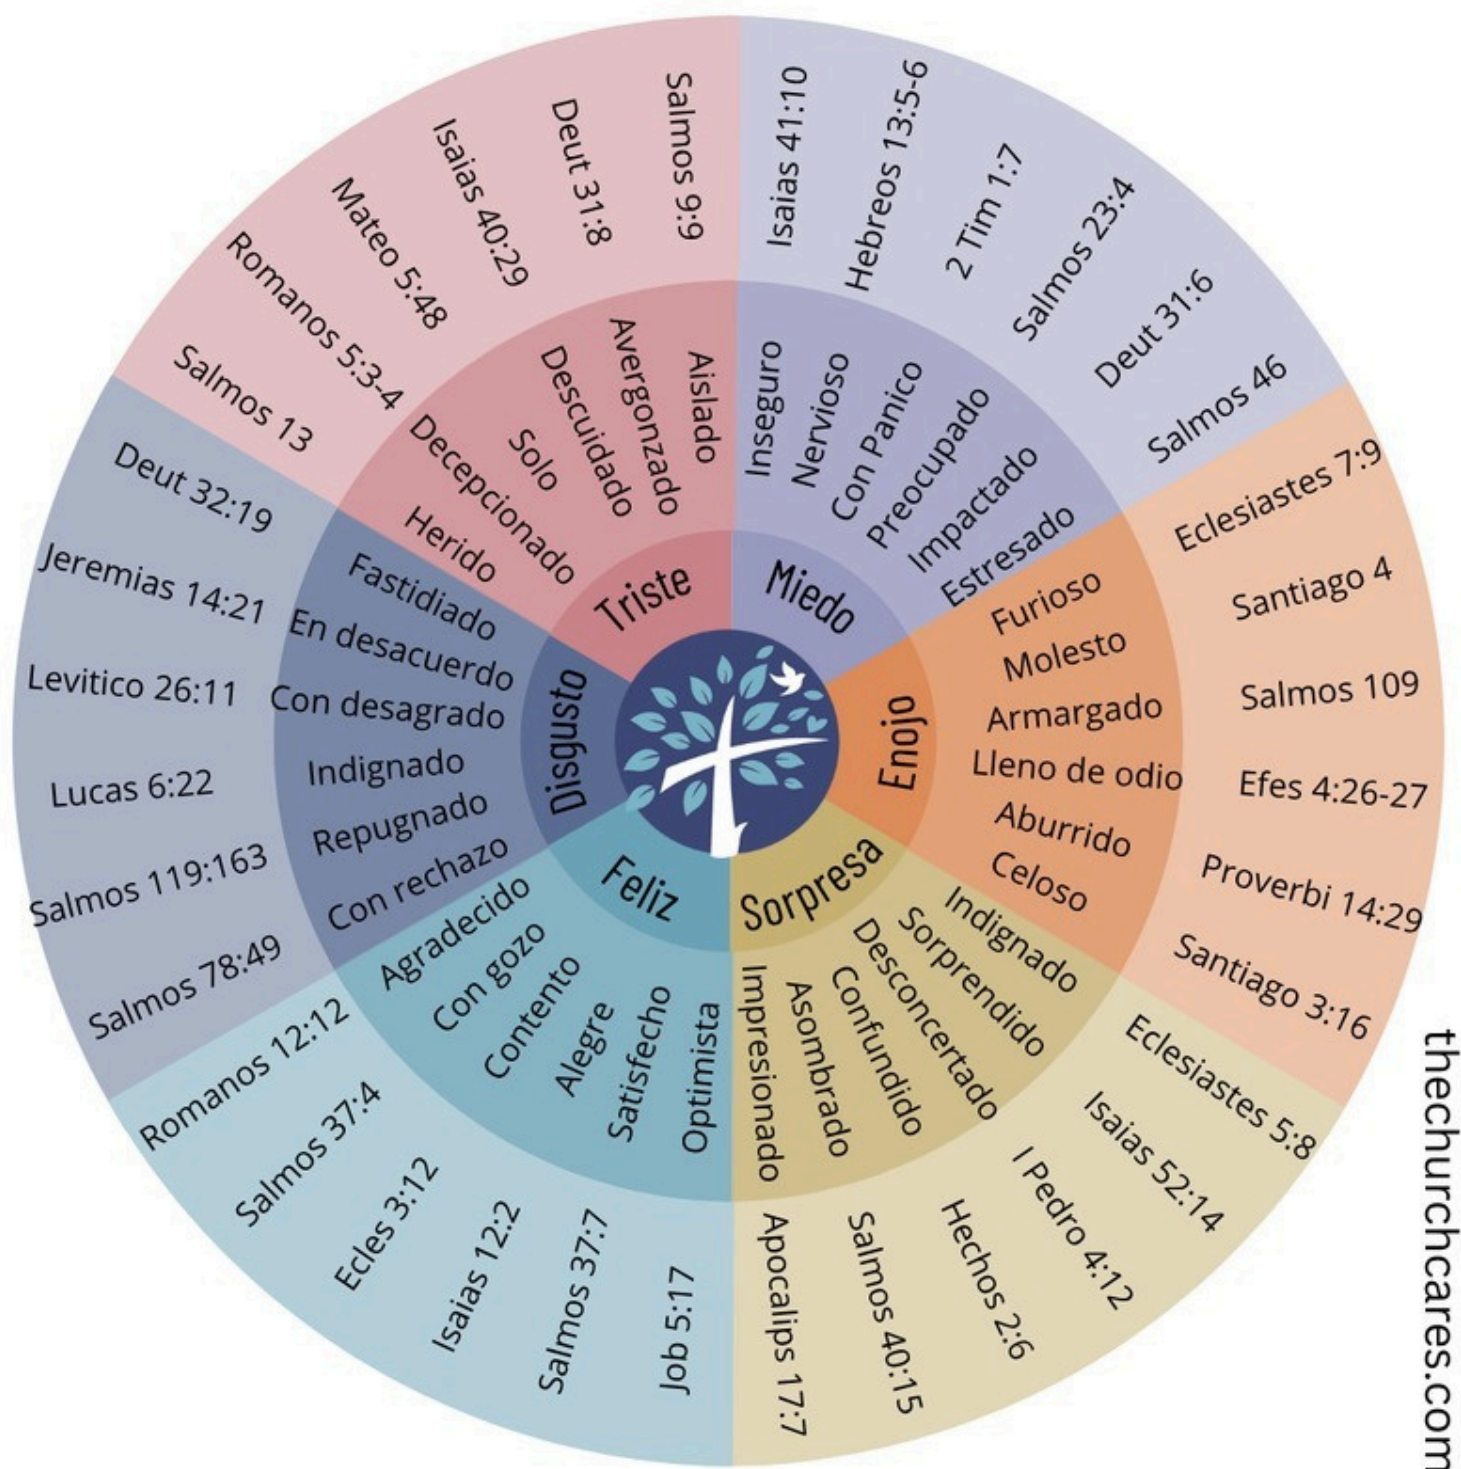 Triste
Miedo
Enojo
Sorpresa
Feliz
Disgusto
Inseguro
Nervioso
Con Panico
Preocupado
Impactado
Estresado
Furioso
Molesto
Armargado
Lleno de odio
Aburrido
Celoso
Indignado
Sorprendido
Desconcertado
Confundido
Asombrado
Impresionado
Optimista
Satisfecho
Alegre
Contento
Con gozo
Agradecido
Con rechazo
Repugnado
Indignado
Con desagrado
En desacuerdo
Fastidiado
Herido
Decepcionado
Solo
Descuidado
Avergonzado
Aislado
Isaias 41:10
Hebreos 13:5-6
2 Tim 1:7
Salmos 23:4
Deut 31:6
Salmos 46
Eclesiastes 7:9
Santiago 4
Salmos 109
Efes 4:26-27
Proverbi 14:29
Santiago 3:16
Eclesiastes 5:8
Isaias 52:14
I Pedro 4:12
Hechos 2:6
Salmos 40:15
Apocalips 17:7
Job 5:17
Salmos 37:7
Isaias 12:2
Ecles 3:12
Salmos 37:4
Romanos 12:12
Salmos 78:49
Salmos 119:163
Lucas 6:22
Levitico 26:11
Jeremias 14:21
Deut 32:19
Salmos 13
Romanos 5:3-4
Mateo 5:48
Isaias 40:29
Deut 31:8
Salmos 9:9
thechurchcares.com